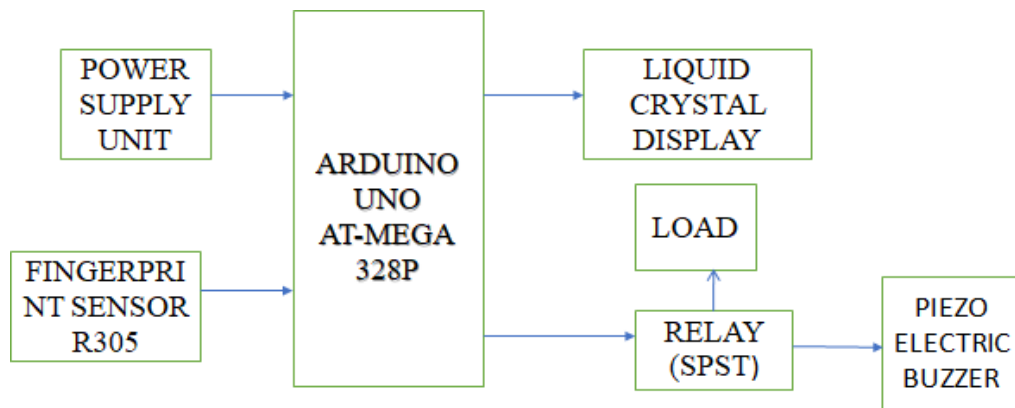 POWER
SUPPLY
UNIT
ARDUINO
UNO
AT-MEGA
328P
LIQUID
CRYSTAL
DISPLAY
LOAD
FINGERPRI
NT SENSOR
R305
RELAY
(SPST)
PIEZO
ELECTRIC
BUZZER